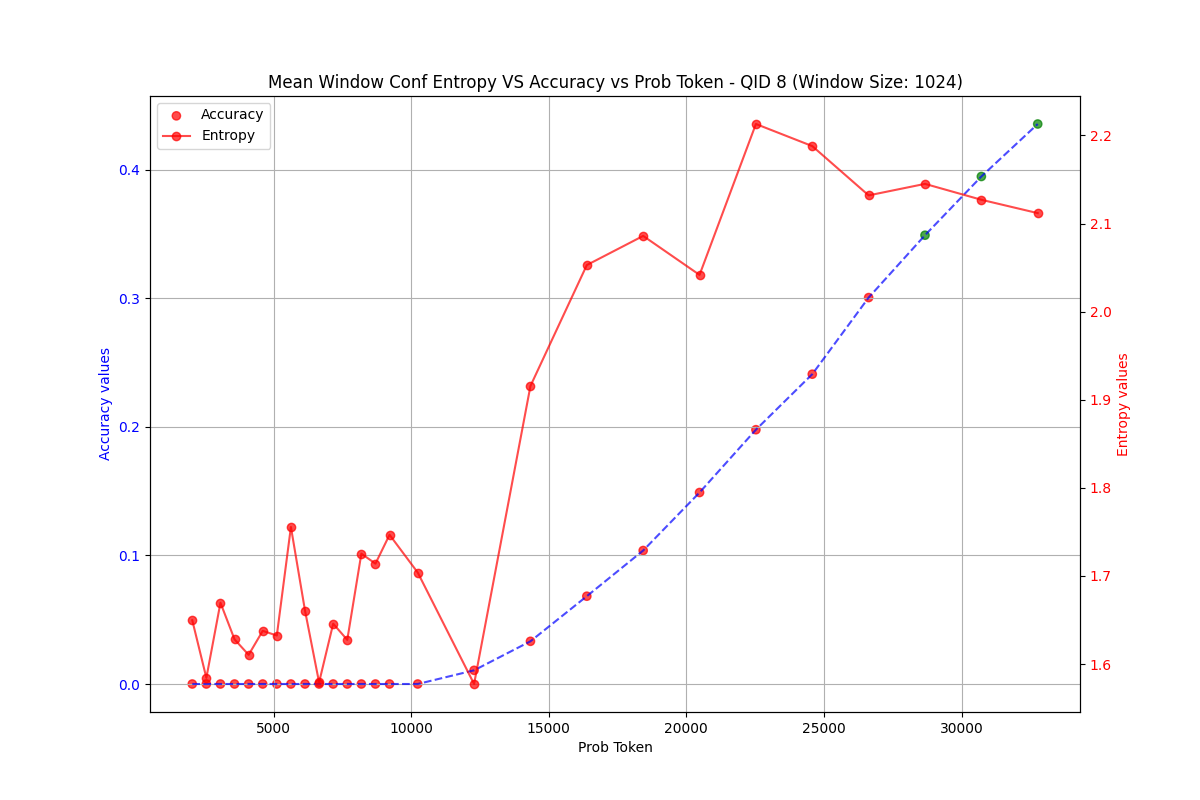 Mean Window Conf Entropy VS Accuracy vs Prob Token - QID 8 (Window Size: 1024)
Accuracy
Entropy
0.4
0.3
0.2
0.1
0.0
Accuracy values
2.2
2.1
2.0
1.9
1.8
1.7
1.6
Entropy values
5000 10000 15000 20000 25000 30000
Prob Token